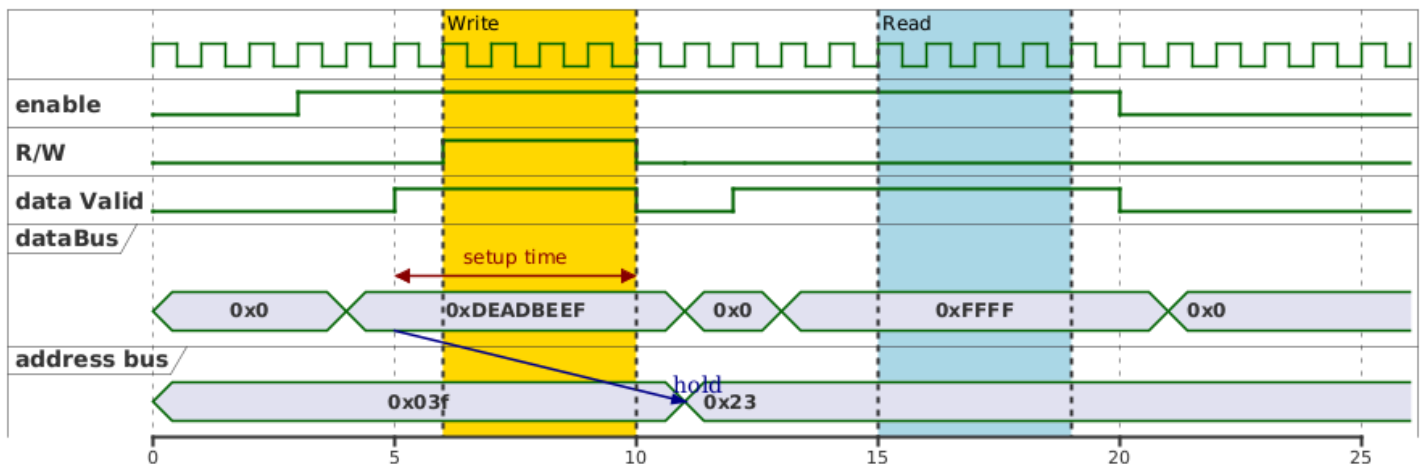 Write
Read
enable
R/W
data Valid
dataBus
setup time
0x0
0xDEADBEEF
0x0
0xFFFF
0x0
address bus
hold
0x03f
0x23
0
5
10
15
20
25